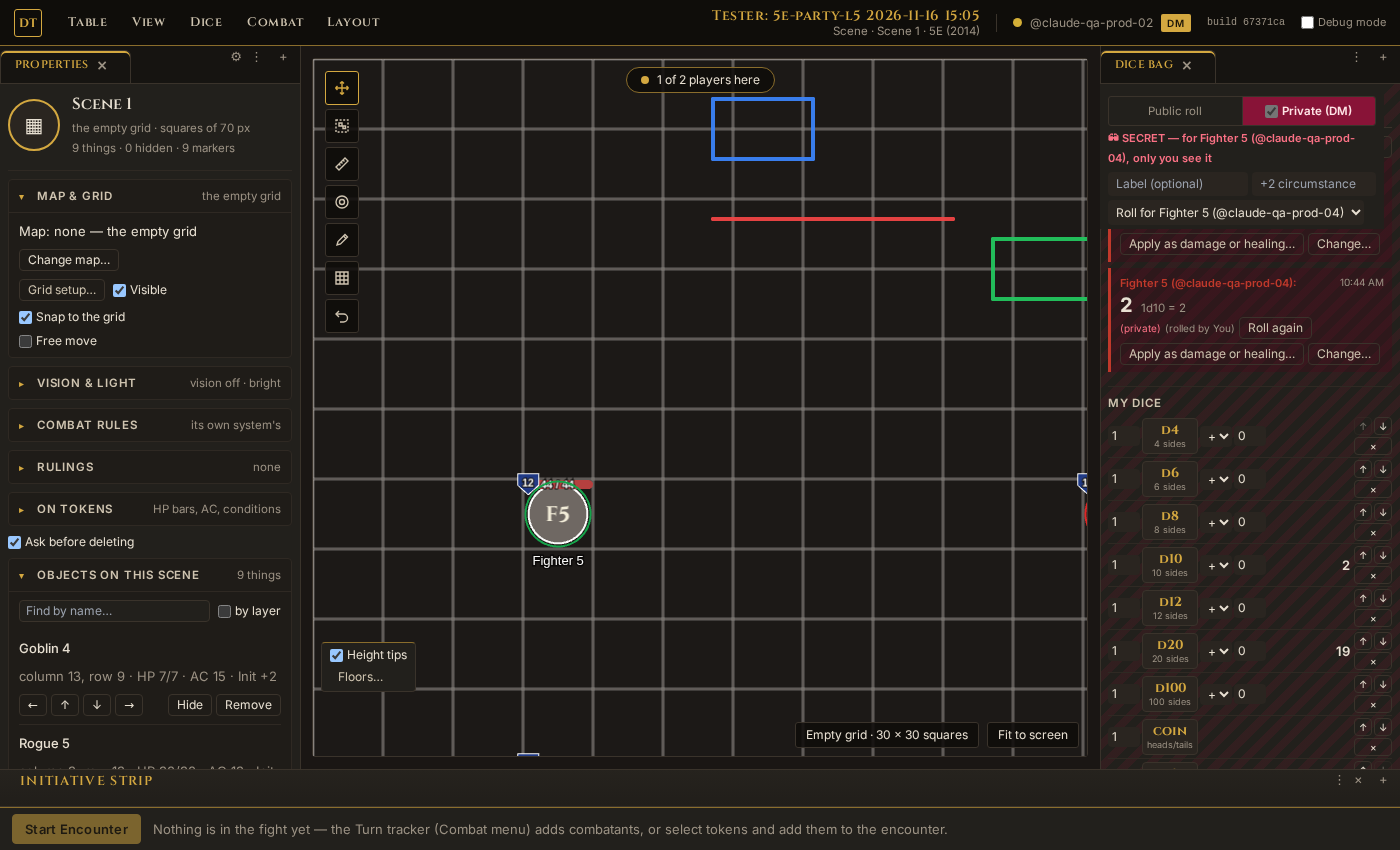 DT
TABLE VIEW DICE COMBAT LAYOUT
TESTER: 5E-PARTY-L5 2026-11-16 15:05
Scene · Scene 1 · 5E (2014)
@claude-qa-prod-02 DM
build 67371ca
Debug mode
PROPERTIES
SCENE 1
the empty grid · squares of 70 px
9 things · 0 hidden · 9 markers
MAP & GRID the empty grid
Map: none — the empty grid
Change map...
Grid setup... Visible
Snap to the grid
Free move
VISION & LIGHT vision off · bright
COMBAT RULES its own system's
RULINGS none
ON TOKENS HP bars, AC, conditions
Ask before deleting
OBJECTS ON THIS SCENE 9 things
Find by name... by layer
Goblin 4
column 13, row 9 · HP 7/7 · AC 15 · Init +2
← ↑ ↓ → Hide Remove
Rogue 5
1 of 2 players here
12 44 / 44
F5
Fighter 5
Height tips
Floors...
Empty grid · 30 × 30 squares
Fit to screen
DICE BAG
Public roll Private (DM)
SECRET — for Fighter 5 (@claude-qa-prod-04), only you see it
Label (optional) +2 circumstance
Roll for Fighter 5 (@claude-qa-prod-04)
Apply as damage or healing... Change...
Fighter 5 (@claude-qa-prod-04): 10:44 AM
2 1d10 = 2
(private) (rolled by You) Roll again
Apply as damage or healing... Change...
MY DICE
1 D4 4 sides + 0 ↑ ↓ ×
1 D6 6 sides + 0 ↑ ↓ ×
1 D8 8 sides + 0 ↑ ↓ ×
1 D10 10 sides + 0 2 ↑ ↓ ×
1 D12 12 sides + 0 ↑ ↓ ×
1 D20 20 sides + 0 19 ↑ ↓ ×
1 D100 100 sides + 0 ↑ ↓ ×
1 COIN heads/tails ↑ ↓ ×
INITIATIVE STRIP
Start Encounter
Nothing is in the fight yet — the Turn tracker (Combat menu) adds combatants, or select tokens and add them to the encounter.